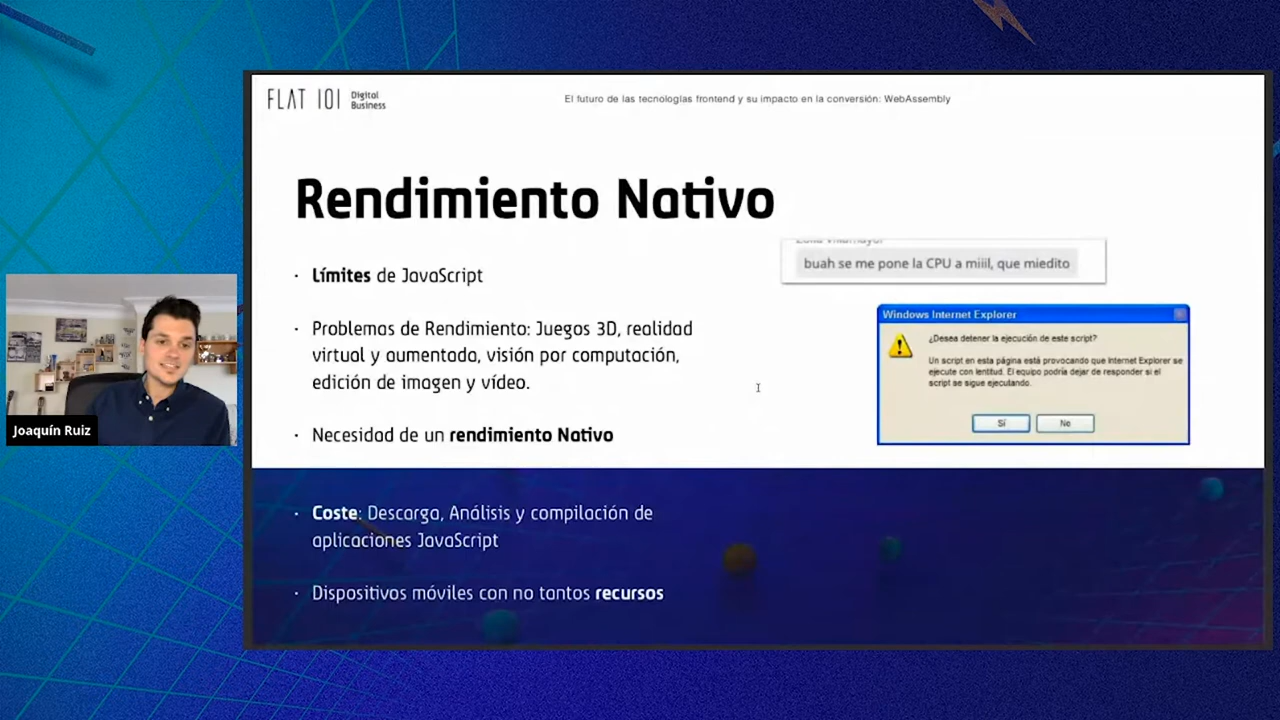 FLAT 101 Digital Business
El futuro de las tecnologías frontend y su impacto en la conversión: WebAssembly
Rendimiento Nativo
· Límites de JavaScript
· Problemas de Rendimiento: Juegos 3D, realidad
virtual y aumentada, visión por computación,
edición de imagen y vídeo.
· Necesidad de un rendimiento Nativo
buah se me pone la CPU a miiil, que miedito
Windows Internet Explorer
¿Desea detener la ejecución de este script?
Un script en esta página está provocando que Internet Explorer se
ejecute con lentitud. El equipo podría dejar de responder si el
script se sigue ejecutando.
Sí
No
· Coste: Descarga, Análisis y compilación de
aplicaciones JavaScript
· Dispositivos móviles con no tantos recursos
Joaquín Ruiz